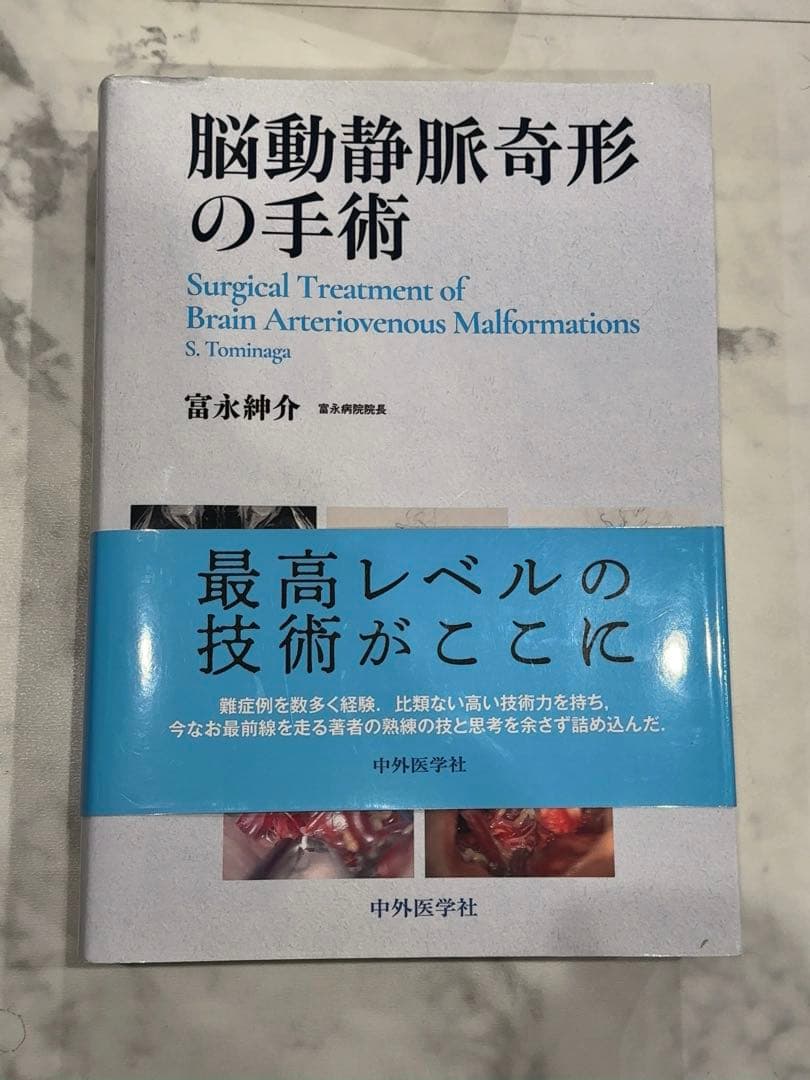 脳動静脈奇形
の手術
Surgical Treatment of
Brain Arteriovenous Malformations
S. Tominaga
富永紳介 富永病院院長
最高レベルの
技術がここに
難症例を数多く経験．比類ない高い技術力を持ち，
今なお最前線を走る著者の熟練の技と思考を余さず詰め込んだ．
中外医学社
中外医学社